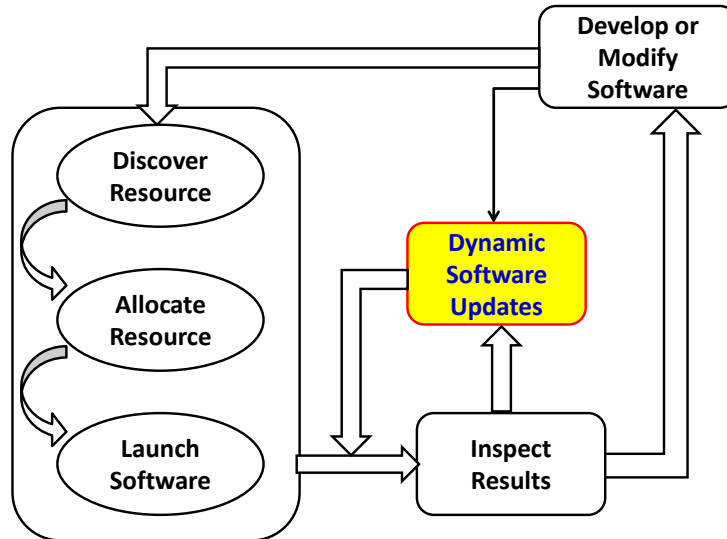 Develop or
Modify
Software
Discover
Resource
Dynamic
Software
Updates
Allocate
Resource
Launch
Software
Inspect
Results